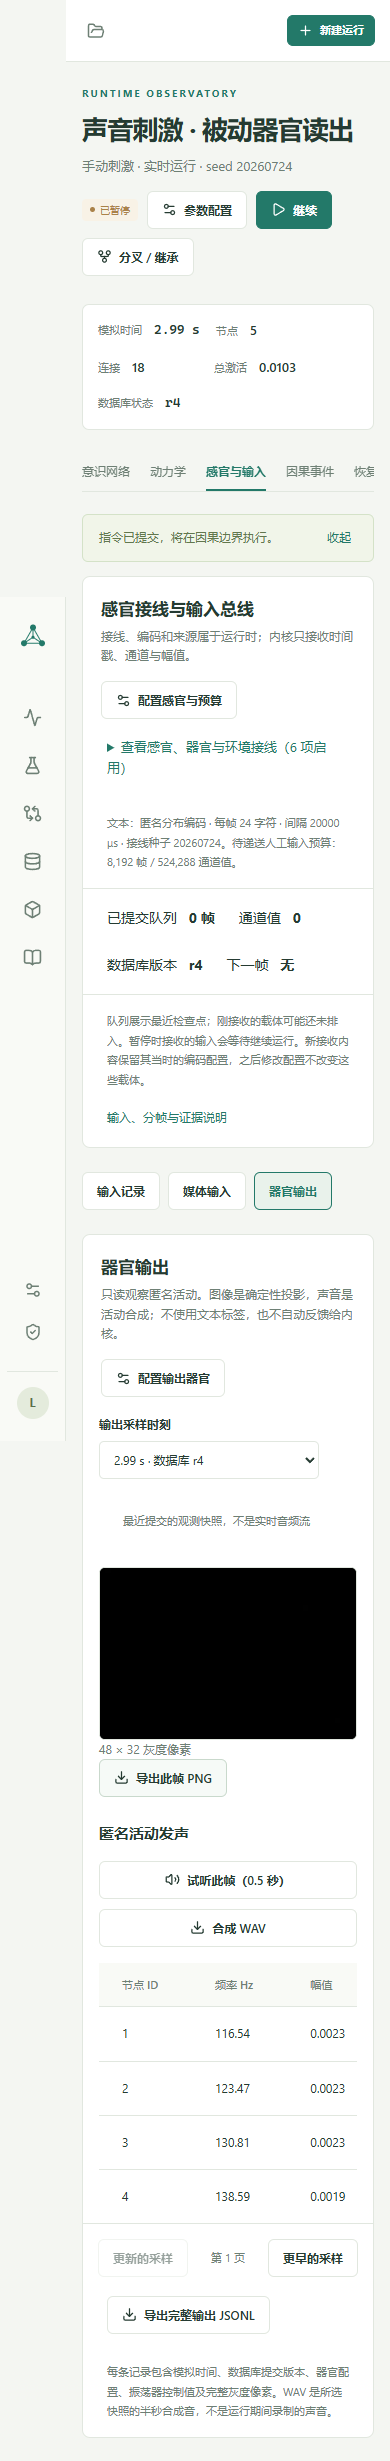 新建运行
RUNTIME OBSERVATORY
声音刺激 · 被动器官读出
手动刺激 · 实时运行 · seed 20260724
已暂停
参数配置
继续
分叉 / 继承
模拟时间 2.99 s 节点 5
连接 18 总激活 0.0103
数据库状态 r4
意识网络 动力学 感官与输入 因果事件 恢复
指令已提交，将在因果边界执行。 收起
感官接线与输入总线
接线、编码和来源属于运行时；内核只接收时间
戳、通道与幅值。
配置感官与预算
查看感官、器官与环境接线（6 项启
用）
文本：匿名分布编码 · 每帧 24 字符 · 间隔 20000
μs · 接线种子 20260724。待递送人工输入预算：
8,192 帧 / 524,288 通道值。
已提交队列 0 帧 通道值 0
数据库版本 r4 下一帧 无
队列展示最近检查点；刚接收的载体可能还未排
入。暂停时接收的输入会等待继续运行。新接收内
容保留其当时的编码配置，之后修改配置不改变这
些载体。
输入、分帧与证据说明
输入记录 媒体输入 器官输出
器官输出
只读观察匿名活动。图像是确定性投影，声音是
活动合成；不使用文本标签，也不自动反馈给内
核。
配置输出器官
输出采样时刻
2.99 s · 数据库 r4
最近提交的观测快照，不是实时音频流
48 × 32 灰度像素
导出此帧 PNG
匿名活动发声
试听此帧（0.5 秒）
合成 WAV
节点 ID 频率 Hz 幅值
1 116.54 0.0023
2 123.47 0.0023
3 130.81 0.0023
4 138.59 0.0019
更新的采样 第 1 页 更早的采样
导出完整输出 JSONL
每条记录包含模拟时间、数据库提交版本、器官配
置、振荡器控制值及完整灰度像素。WAV 是所选
快照的半秒合成音，不是运行期间录制的声音。
L